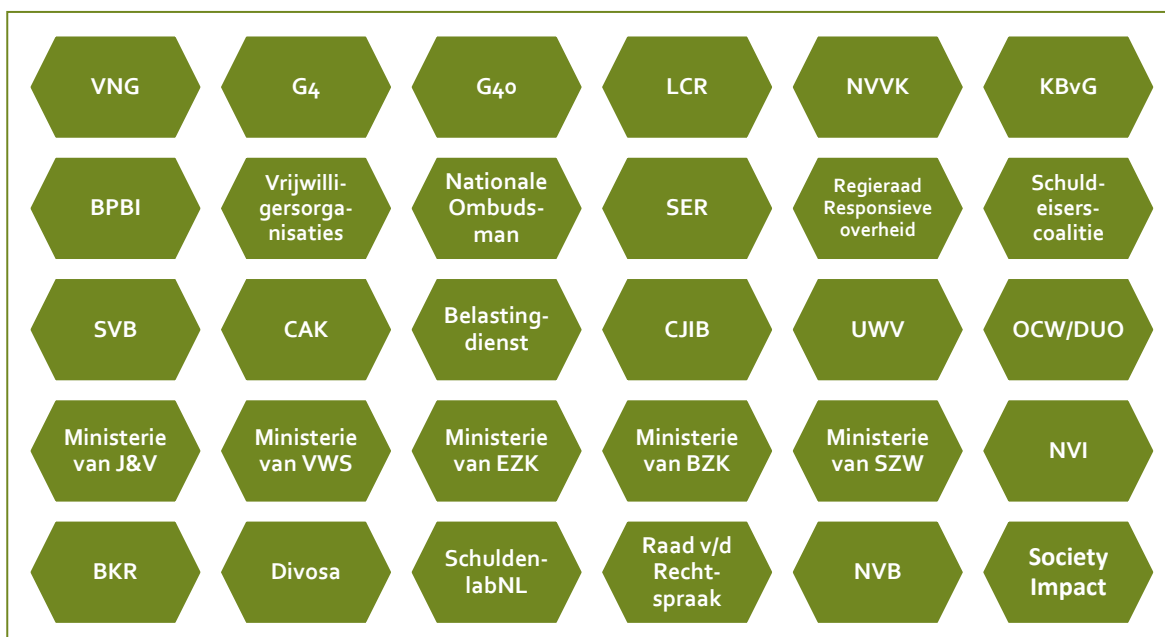 VNG
G4
G40
LCR
NVVK
KBvG
BPBI
Vrijwilli-
gersorga-
nisaties
Nationale
Ombuds-
man
SER
Regieraad
Responsieve
overheid
Schuld-
eisers-
coalitie
SVB
CAK
Belasting-
dienst
CJIB
UWV
OCW/DUO
Ministerie
van J&V
Ministerie
van VWS
Ministerie
van EZK
Ministerie
van BZK
Ministerie
van SZW
NVI
BKR
Divosa
Schulden-
labNL
Raad v/d
Recht-
spraak
NVB
Society
Impact